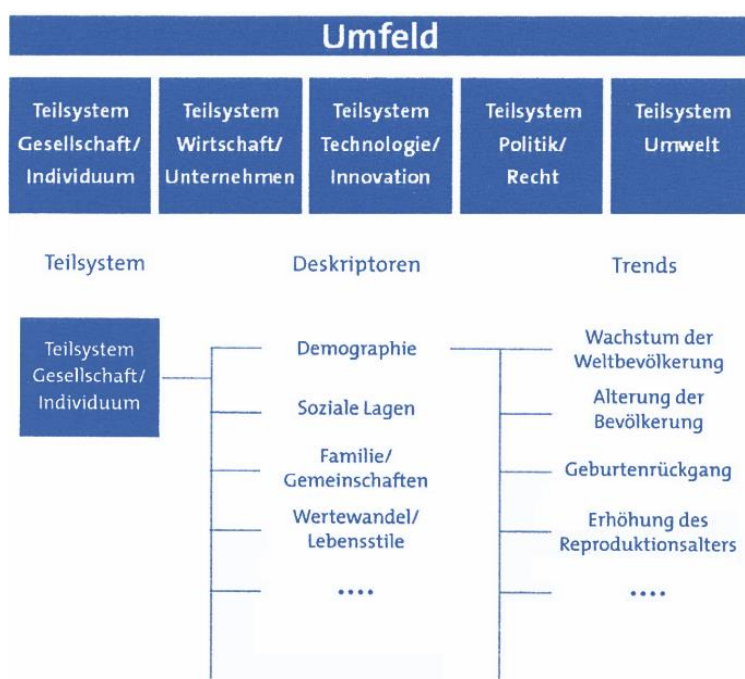 Umfeld
Teilsystem
Gesellschaft/
Individuum
Teilsystem
Wirtschaft/
Unternehmen
Teilsystem
Technologie/
Innovation
Teilsystem
Politik/
Recht
Teilsystem
Umwelt
Teilsystem
Deskriptoren
Trends
Teilsystem
Gesellschaft/
Individuum
Demographie
Soziale Lagen
Familie/
Gemeinschaften
Wertewandel/
Lebensstile
....
Wachstum der
Weltbevölkerung
Alterung der
Bevölkerung
Geburtenrückgang
Erhöhung des
Reproduktionsalters
....